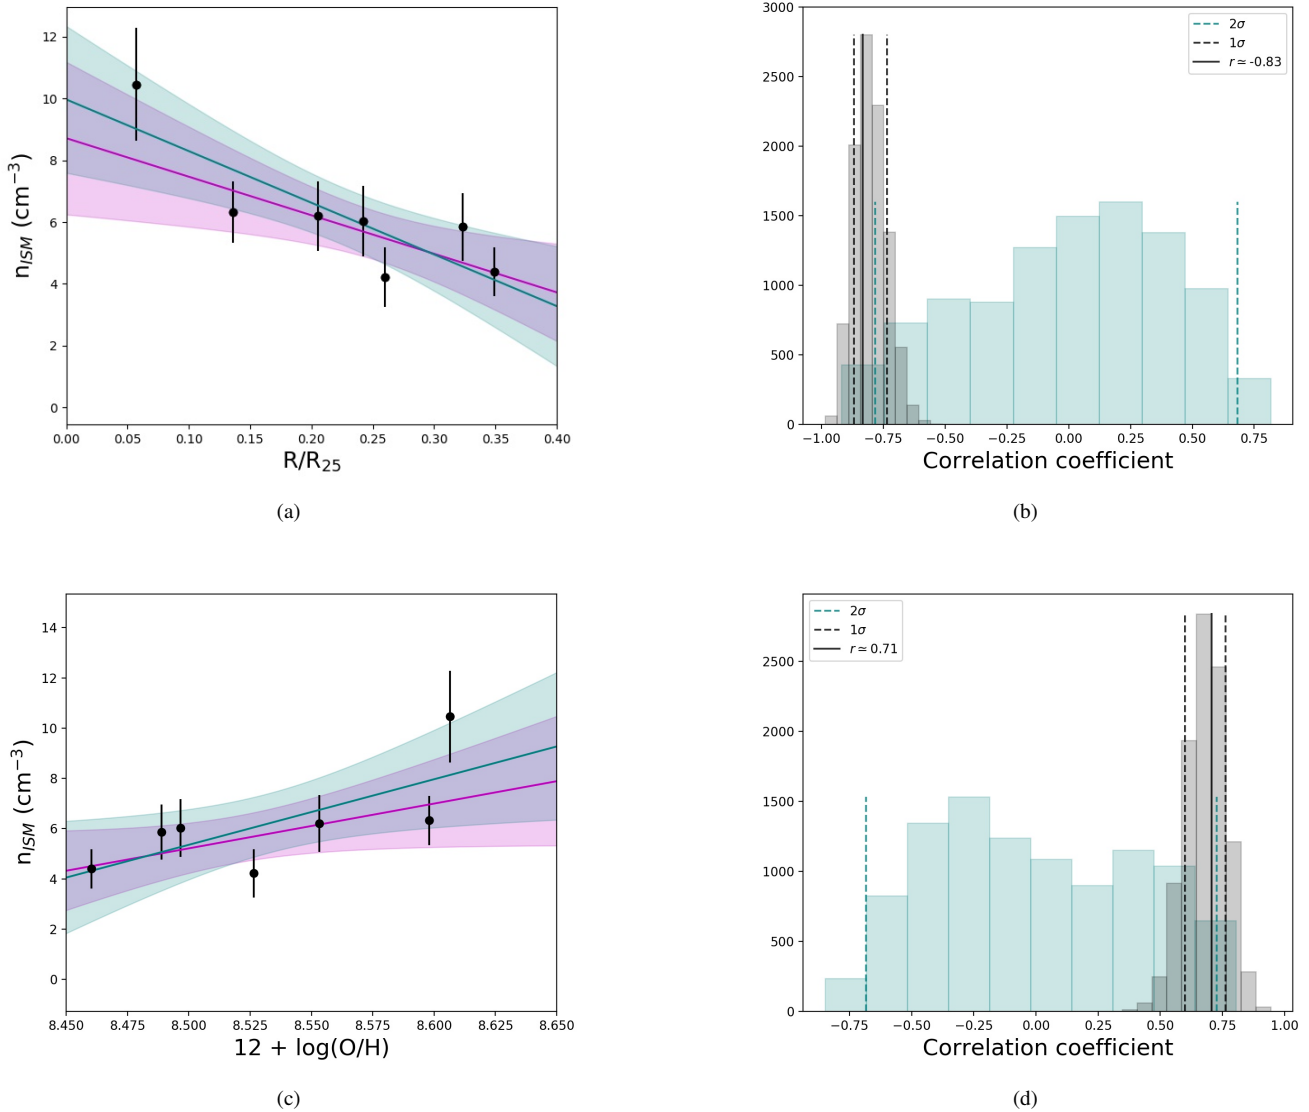 12
10
8
6
4
2
0
n_ISM (cm⁻³)
0.00 0.05 0.10 0.15 0.20 0.25 0.30 0.35 0.40
R/R₂₅
(a)
3000
2500
2000
1500
1000
500
0
2σ
1σ
r ≃ -0.83
−1.00 −0.75 −0.50 −0.25 0.00 0.25 0.50 0.75
Correlation coefficient
(b)
14
12
10
8
6
4
2
0
n_ISM (cm⁻³)
8.450 8.475 8.500 8.525 8.550 8.575 8.600 8.625 8.650
12 + log(O/H)
(c)
2σ
1σ
r ≃ 0.71
2500
2000
1500
1000
500
0
−0.75 −0.50 −0.25 0.00 0.25 0.50 0.75 1.00
Correlation coefficient
(d)